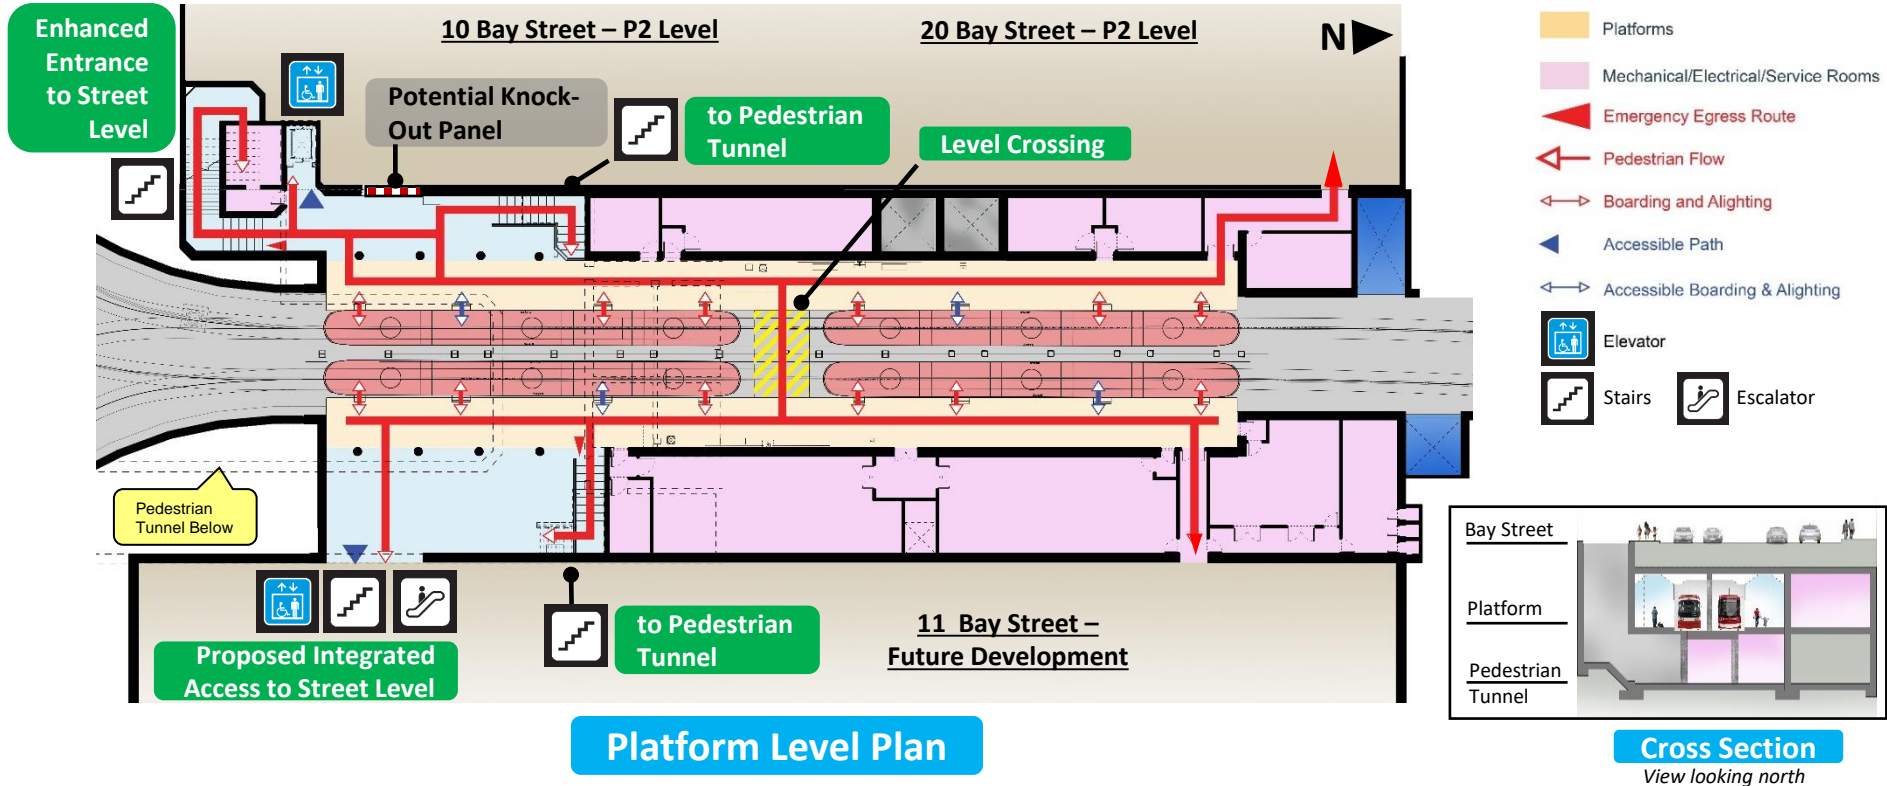 Enhanced
Entrance
to Street
Level
10 Bay Street – P2 Level
20 Bay Street – P2 Level
N
Potential Knock-
Out Panel
to Pedestrian
Tunnel
Level Crossing
Pedestrian
Tunnel Below
to Pedestrian
Tunnel
11 Bay Street –
Future Development
Proposed Integrated
Access to Street Level
Platform Level Plan
Platforms
Mechanical/Electrical/Service Rooms
Emergency Egress Route
Pedestrian Flow
Boarding and Alighting
Accessible Path
Accessible Boarding & Alighting
Elevator
Stairs
Escalator
Bay Street
Platform
Pedestrian
Tunnel
Cross Section
View looking north